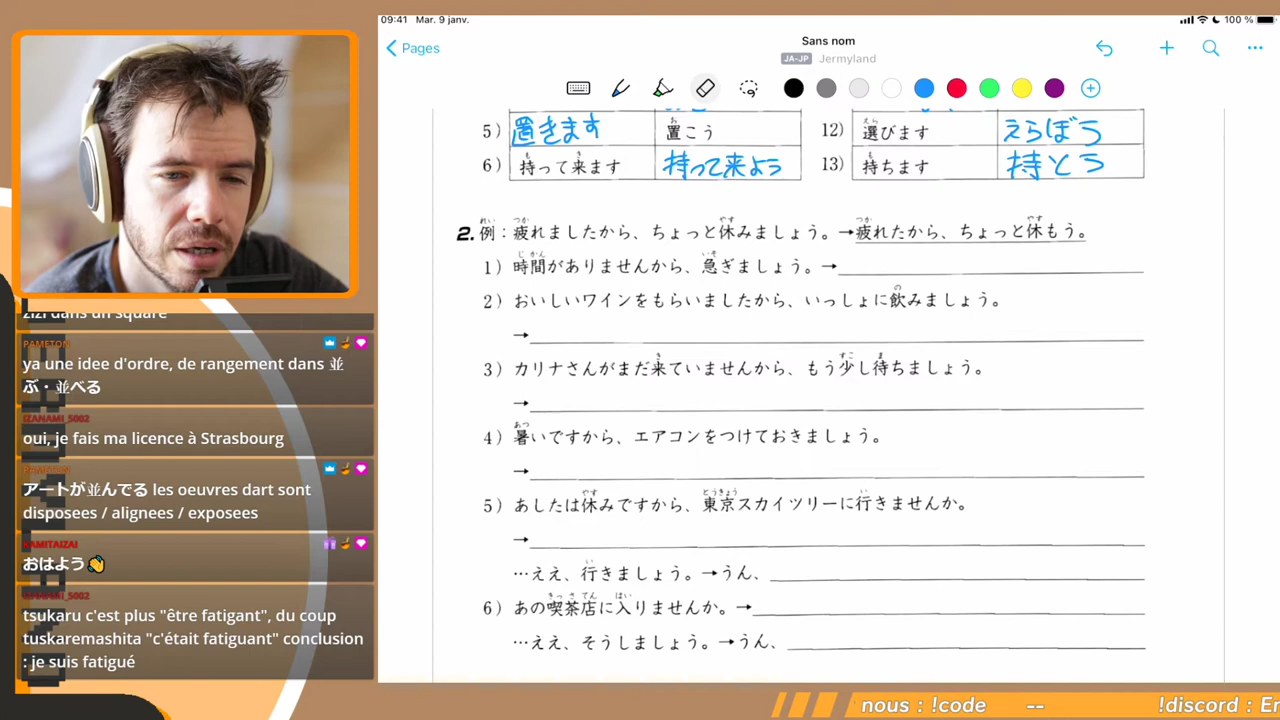 09:41 Mar. 9 janv.
100 %
Pages
Sans nom
JA-JP Jermyland
5) 置きます 置こう 12) 選びます えらぼう
6) 持って来ます 持って来よう 13) 持ちます 持とう
2. 例：疲れましたから、ちょっと休みましょう。→疲れたから、ちょっと休もう。
1) 時間がありませんから、急ぎましょう。→
2) おいしいワインをもらいましたから、いっしょに飲みましょう。
→
3) カリナさんがまだ来ていませんから、もう少し待ちましょう。
→
4) 暑いですから、エアコンをつけておきましょう。
→
5) あしたは休みですから、東京スカイツリーに行きませんか。
→
…ええ、行きましょう。→うん、
6) あの喫茶店に入りませんか。→
…ええ、そうしましょう。→うん、
zizi dans un square
PAMETON
ya une idee d'ordre, de rangement dans 並
ぶ・並べる
IZANAMI_5002
oui, je fais ma licence à Strasbourg
アートが並んでる les oeuvres dart sont
disposees / alignees / exposees
KAMITAIZAI
おはよう👏
IZANAMI_5002
tsukaru c'est plus "être fatigant", du coup
tuskaremashita "c'était fatiguant" conclusion
: je suis fatigué
nous : !code -- !discord : En